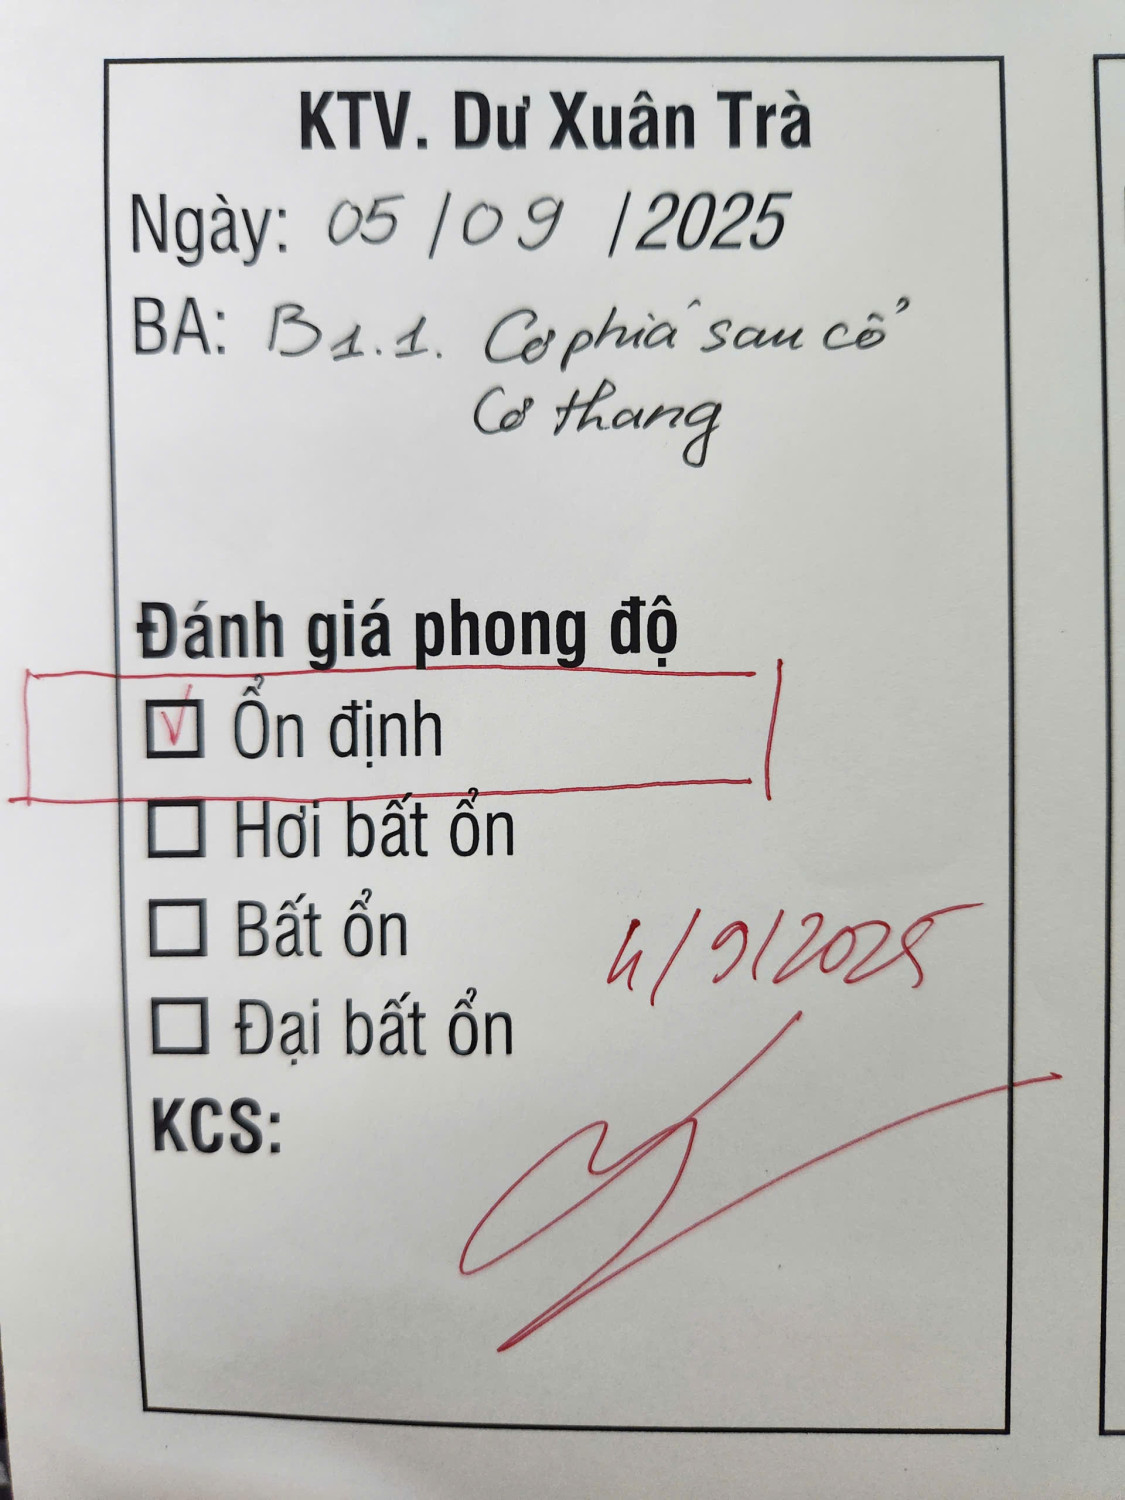 KTV. Dư Xuân Trà
Ngày: 05/09/2025
BA: B1.1. Cơ phía sau cổ
Cơ thang
Đánh giá phong độ
Ổn định
Hơi bất ổn
Bất ổn
4/9/2025
Đại bất ổn
KCS: